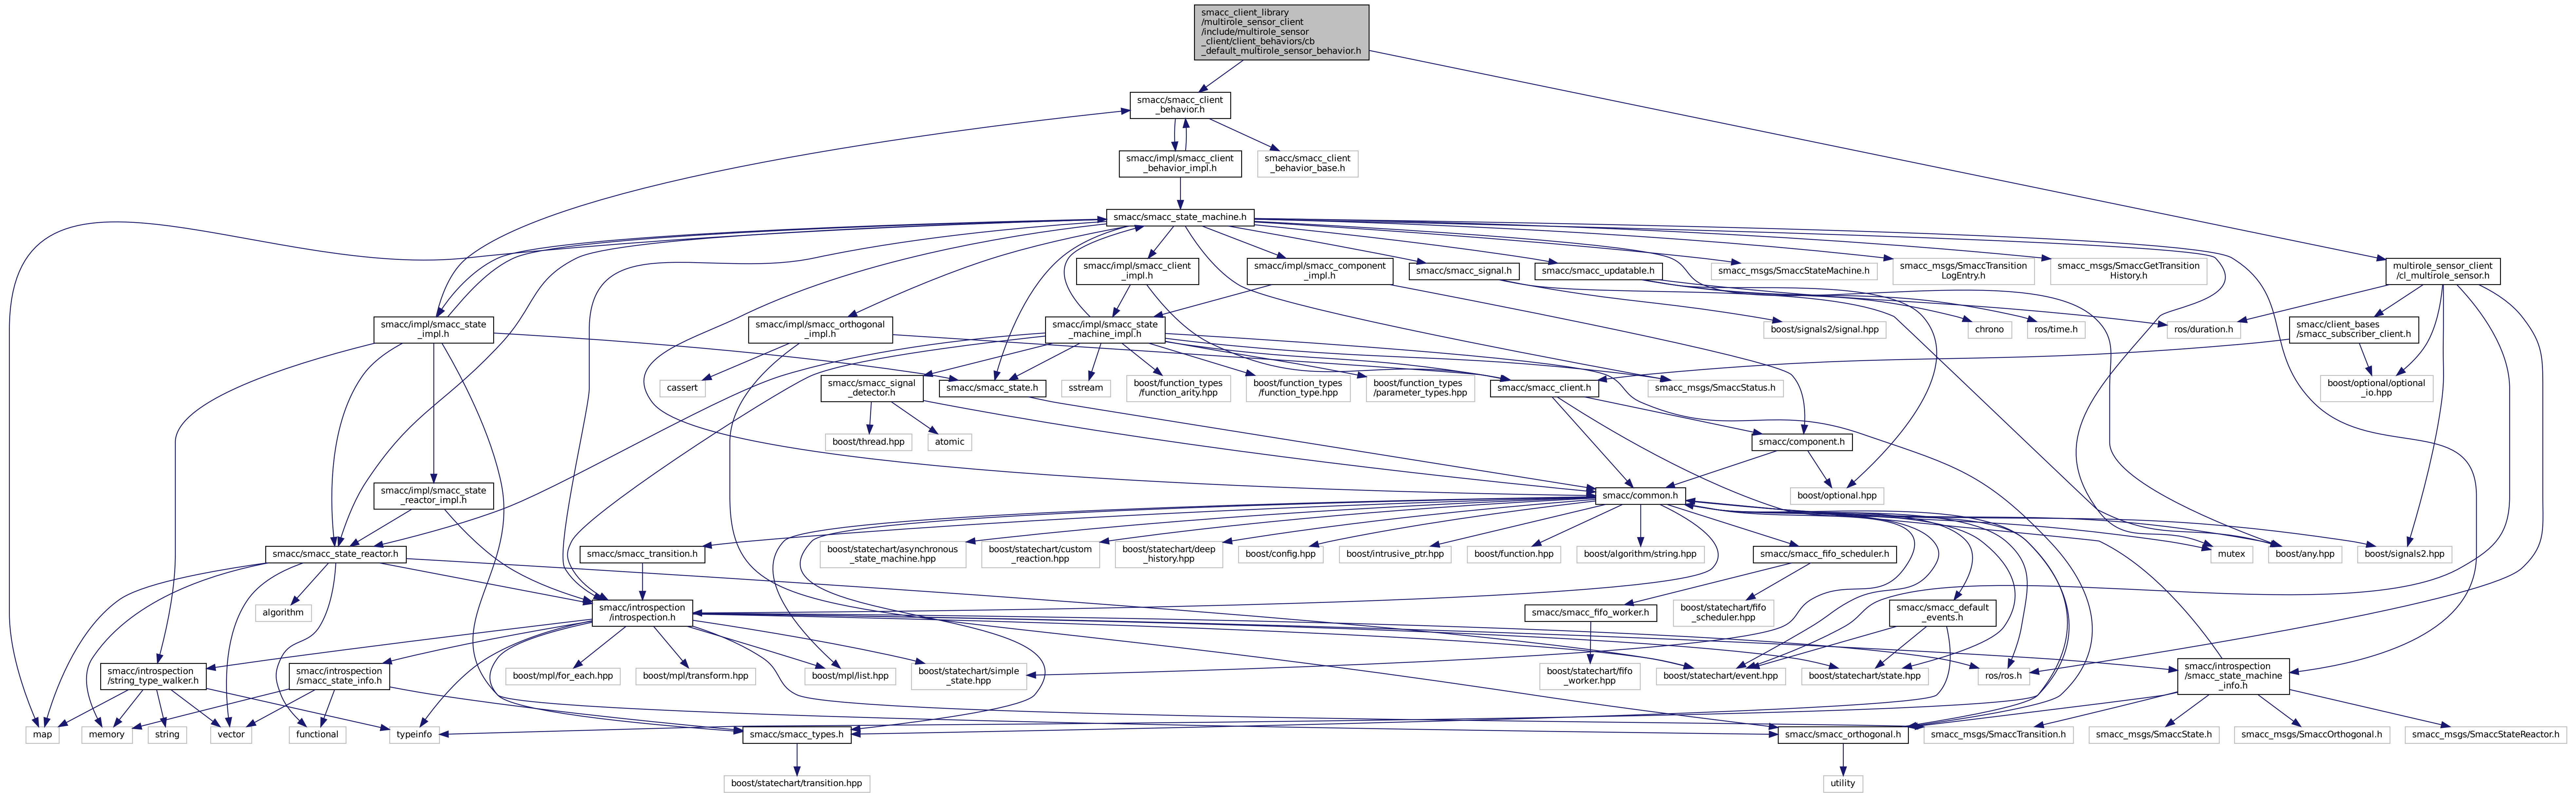 smacc_client_library
/multirole_sensor_client
/include/multirole_sensor
_client/client_behaviors/cb
_default_multirole_sensor_behavior.h
smacc/smacc_client
_behavior.h
smacc/impl/smacc_client
_behavior_impl.h
smacc/smacc_client
_behavior_base.h
smacc/smacc_state_machine.h
smacc/impl/smacc_client
_impl.h
smacc/impl/smacc_component
_impl.h
smacc/smacc_signal.h
smacc/smacc_updatable.h
smacc_msgs/SmaccStateMachine.h
smacc_msgs/SmaccTransition
LogEntry.h
smacc_msgs/SmaccGetTransition
History.h
multirole_sensor_client
/cl_multirole_sensor.h
smacc/impl/smacc_state
_impl.h
smacc/impl/smacc_orthogonal
_impl.h
smacc/impl/smacc_state
_machine_impl.h
boost/signals2/signal.hpp
chrono
ros/time.h
ros/duration.h
smacc/client_bases
/smacc_subscriber_client.h
cassert
smacc/smacc_signal
_detector.h
smacc/smacc_state.h
sstream
boost/function_types
/function_arity.hpp
boost/function_types
/function_type.hpp
boost/function_types
/parameter_types.hpp
smacc/smacc_client.h
smacc_msgs/SmaccStatus.h
boost/optional/optional
_io.hpp
boost/thread.hpp
atomic
smacc/component.h
smacc/impl/smacc_state
_reactor_impl.h
smacc/common.h
boost/optional.hpp
smacc/smacc_state_reactor.h
smacc/smacc_transition.h
boost/statechart/asynchronous
_state_machine.hpp
boost/statechart/custom
_reaction.hpp
boost/statechart/deep
_history.hpp
boost/config.hpp
boost/intrusive_ptr.hpp
boost/function.hpp
boost/algorithm/string.hpp
smacc/smacc_fifo_scheduler.h
mutex
boost/any.hpp
boost/signals2.hpp
algorithm
smacc/introspection
/introspection.h
smacc/smacc_fifo_worker.h
boost/statechart/fifo
_scheduler.hpp
smacc/smacc_default
_events.h
smacc/introspection
/string_type_walker.h
smacc/introspection
/smacc_state_info.h
boost/mpl/for_each.hpp
boost/mpl/transform.hpp
boost/mpl/list.hpp
boost/statechart/simple
_state.hpp
boost/statechart/fifo
_worker.hpp
boost/statechart/event.hpp
boost/statechart/state.hpp
ros/ros.h
smacc/introspection
/smacc_state_machine
_info.h
map
memory
string
vector
functional
typeinfo
smacc/smacc_types.h
smacc/smacc_orthogonal.h
smacc_msgs/SmaccTransition.h
smacc_msgs/SmaccState.h
smacc_msgs/SmaccOrthogonal.h
smacc_msgs/SmaccStateReactor.h
boost/statechart/transition.hpp
utility